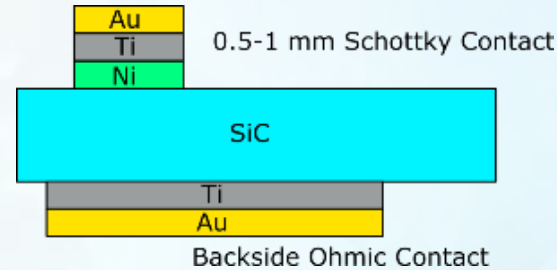 Au
Ti
0.5-1 mm Schottky Contact
Ni
SiC
Ti
Au
Backside Ohmic Contact